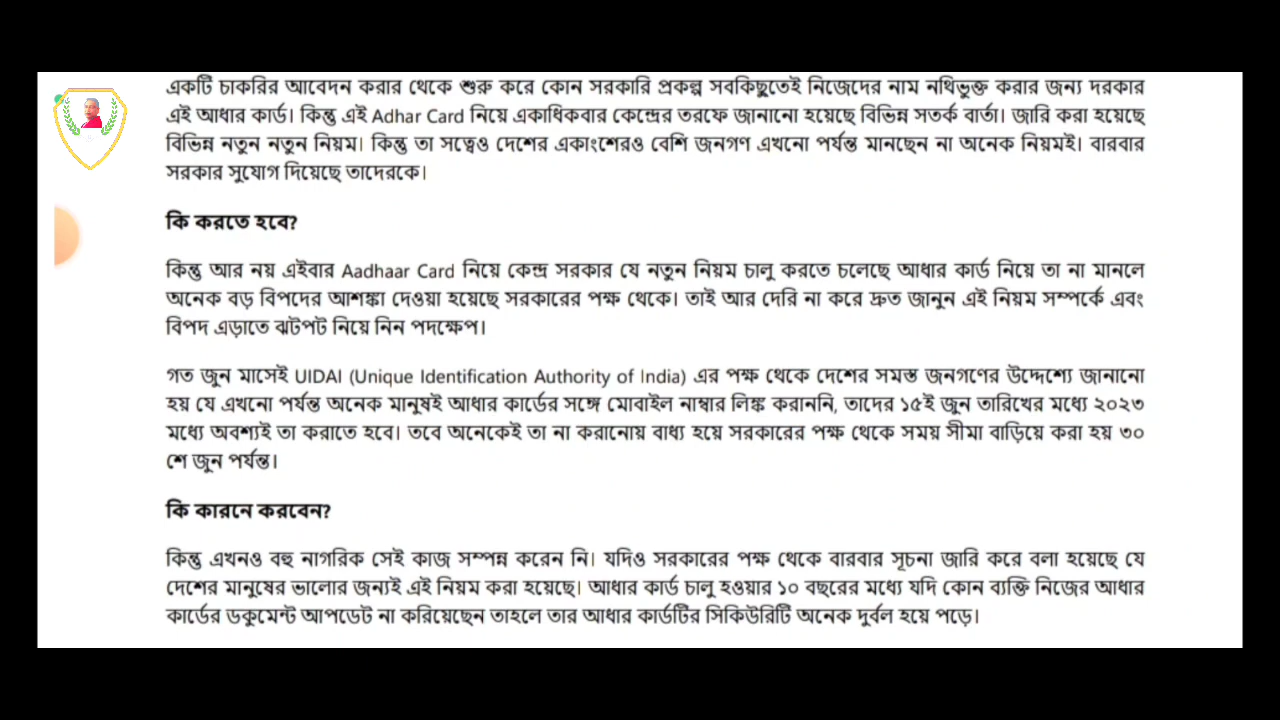 একটি চাকরির আবেদন করার থেকে শুরু করে কোন সরকারি প্রকল্প সবকিছুতেই নিজেদের নাম নথিভুক্ত করার জন্য দরকার
এই আধার কার্ড। কিন্তু এই Adhar Card নিয়ে একাধিকবার কেন্দ্রের তরফে জানানো হয়েছে বিভিন্ন সতর্ক বার্তা। জারি করা হয়েছে
বিভিন্ন নতুন নতুন নিয়ম। কিন্তু তা সত্বেও দেশের একাংশেরও বেশি জনগণ এখনো পর্যন্ত মানছেন না অনেক নিয়মই। বারবার
সরকার সুযোগ দিয়েছে তাদেরকে।
কি করতে হবে?
কিন্তু আর নয় এইবার Aadhaar Card নিয়ে কেন্দ্র সরকার যে নতুন নিয়ম চালু করতে চলেছে আধার কার্ড নিয়ে তা না মানলে
অনেক বড় বিপদের আশঙ্কা দেওয়া হয়েছে সরকারের পক্ষ থেকে। তাই আর দেরি না করে দ্রুত জানুন এই নিয়ম সম্পর্কে এবং
বিপদ এড়াতে ঝটপট নিয়ে নিন পদক্ষেপ।
গত জুন মাসেই UIDAI (Unique Identification Authority of India) এর পক্ষ থেকে দেশের সমস্ত জনগণের উদ্দেশ্যে জানানো
হয় যে এখনো পর্যন্ত অনেক মানুষই আধার কার্ডের সঙ্গে মোবাইল নাম্বার লিঙ্ক করাননি, তাদের ১৫ই জুন তারিখের মধ্যে ২০২৩
মধ্যে অবশ্যই তা করাতে হবে। তবে অনেকেই তা না করানোয় বাধ্য হয়ে সরকারের পক্ষ থেকে সময় সীমা বাড়িয়ে করা হয় ৩০
শে জুন পর্যন্ত।
কি কারনে করবেন?
কিন্তু এখনও বহু নাগরিক সেই কাজ সম্পন্ন করেন নি। যদিও সরকারের পক্ষ থেকে বারবার সূচনা জারি করে বলা হয়েছে যে
দেশের মানুষের ভালোর জন্যই এই নিয়ম করা হয়েছে। আধার কার্ড চালু হওয়ার ১০ বছরের মধ্যে যদি কোন ব্যক্তি নিজের আধার
কার্ডের ডকুমেন্ট আপডেট না করিয়েছেন তাহলে তার আধার কার্ডটির সিকিউরিটি অনেক দুর্বল হয়ে পড়ে।